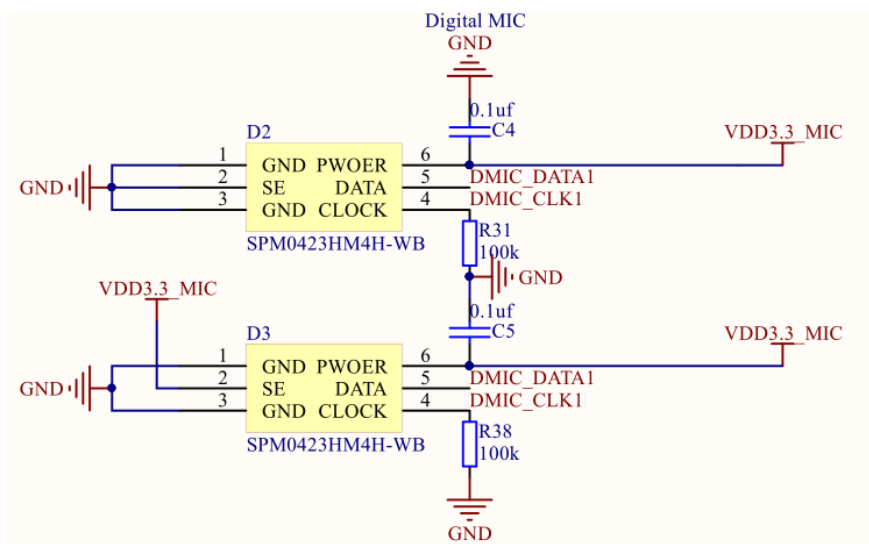 Digital MIC
GND
0.1uf
C4
VDD3.3_MIC
D2
1 GND PWOER 6
GND 2 SE DATA 5 DMIC_DATA1
3 GND CLOCK 4 DMIC_CLK1
SPM0423HM4H-WB
R31
100k
GND
VDD3.3_MIC
0.1uf
C5
VDD3.3_MIC
D3
1 GND PWOER 6
GND 2 SE DATA 5 DMIC_DATA1
3 GND CLOCK 4 DMIC_CLK1
SPM0423HM4H-WB
R38
100k
GND